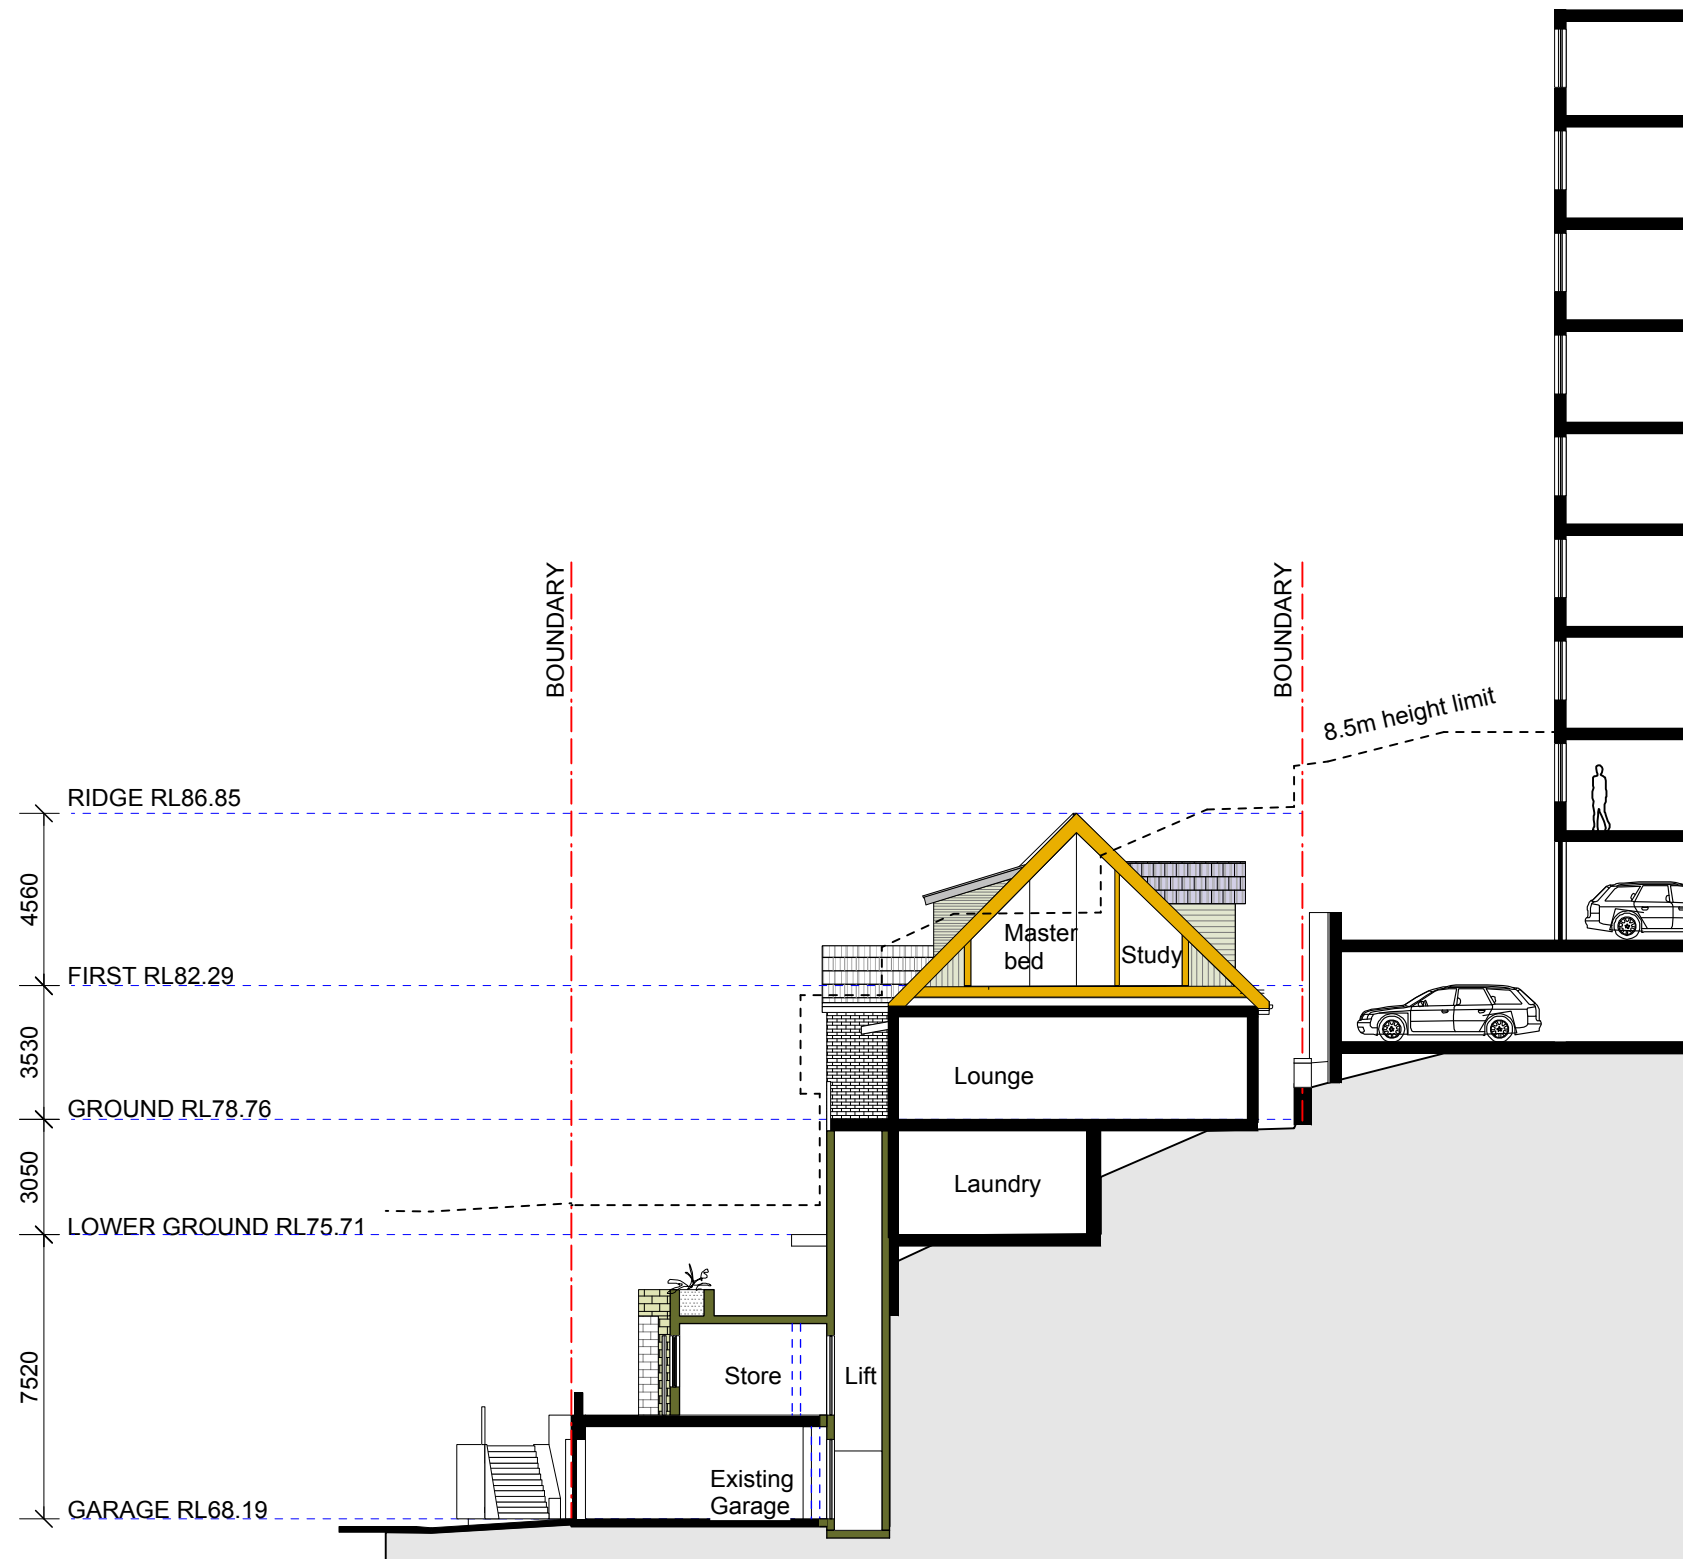 BOUNDARY
BOUNDARY
8.5m height limit
RIDGE RL86.85
4560
Master
bed
Study
FIRST RL82.29
3530
Lounge
GROUND RL78.76
3050
Laundry
LOWER GROUND RL75.71
7520
Store
Lift
Existing
Garage
GARAGE RL68.19